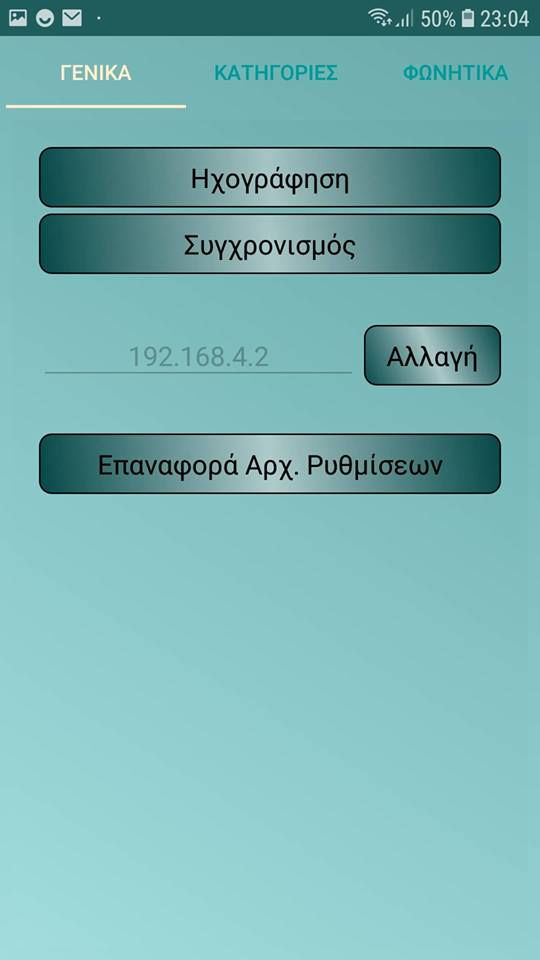 50% 23:04
ΓΕΝΙΚΑ ΚΑΤΗΓΟΡΙΕΣ ΦΩΝΗΤΙΚΑ
Ηχογράφηση
Συγχρονισμός
192.168.4.2 Αλλαγή
Επαναφορά Αρχ. Ρυθμίσεων